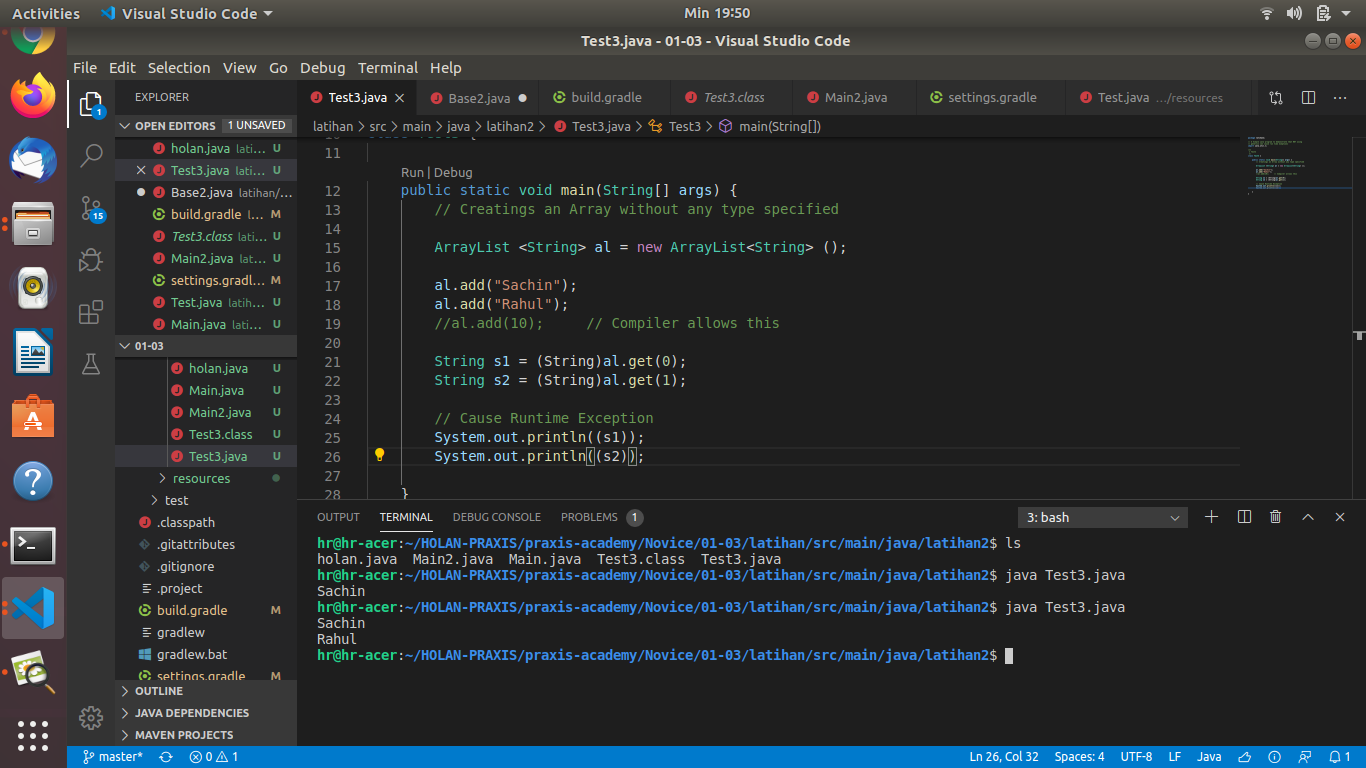 Activities
Visual Studio Code
Min 19:50
Test3.java - 01-03 - Visual Studio Code
File Edit Selection View Go Debug Terminal Help
1
15
EXPLORER
OPEN EDITORS 1 UNSAVED
holan.java lati... U
Test3.java lati... U
Base2.java latihan/...
build.gradle l... M
Test3.class lati... U
Main2.java lat... U
settings.gradl... M
Test.java latih... U
Main.java lati... U
01-03
holan.java U
Main.java U
Main2.java U
Test3.class U
Test3.java U
resources
test
.classpath
.gitattributes
.gitignore
.project
build.gradle M
gradlew
gradlew.bat
settings.gradle M
OUTLINE
JAVA DEPENDENCIES
MAVEN PROJECTS
Test3.java
Base2.java
build.gradle
Test3.class
Main2.java
settings.gradle
Test.java .../resources
latihan > src > main > java > latihan2 > Test3.java > Test3 > main(String[])
11
Run | Debug
12 public static void main(String[] args) {
13 // Creatings an Array without any type specified
14
15 ArrayList <String> al = new ArrayList<String> ();
16
17 al.add("Sachin");
18 al.add("Rahul");
19 //al.add(10); // Compiler allows this
20
21 String s1 = (String)al.get(0);
22 String s2 = (String)al.get(1);
23
24 // Cause Runtime Exception
25 System.out.println((s1));
26 System.out.println((s2));
27
28 }
OUTPUT TERMINAL DEBUG CONSOLE PROBLEMS 1
3: bash
hr@hr-acer:~/HOLAN-PRAXIS/praxis-academy/Novice/01-03/latihan/src/main/java/latihan2$ ls
holan.java Main2.java Main.java Test3.class Test3.java
hr@hr-acer:~/HOLAN-PRAXIS/praxis-academy/Novice/01-03/latihan/src/main/java/latihan2$ java Test3.java
Sachin
hr@hr-acer:~/HOLAN-PRAXIS/praxis-academy/Novice/01-03/latihan/src/main/java/latihan2$ java Test3.java
Sachin
Rahul
hr@hr-acer:~/HOLAN-PRAXIS/praxis-academy/Novice/01-03/latihan/src/main/java/latihan2$
master* 0 1
Ln 26, Col 32 Spaces: 4 UTF-8 LF Java 1